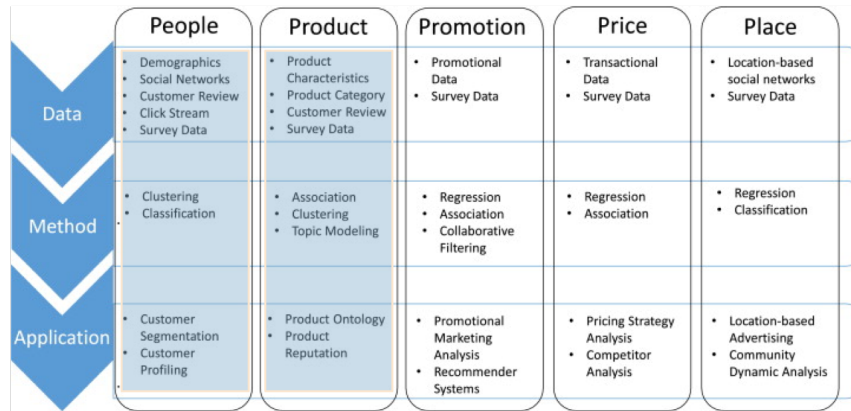 People
Product
Promotion
Price
Place
Data
• Demographics
• Social Networks
• Customer Review
• Click Stream
• Survey Data
• Product
Characteristics
• Product Category
• Customer Review
• Survey Data
• Promotional
Data
• Survey Data
• Transactional
Data
• Survey Data
• Location-based
social networks
• Survey Data
Method
• Clustering
• Classification
• Association
• Clustering
• Topic Modeling
• Regression
• Association
• Collaborative
Filtering
• Regression
• Association
• Regression
• Classification
Application
• Customer
Segmentation
• Customer
Profiling
• Product Ontology
• Product
Reputation
• Promotional
Marketing
Analysis
• Recommender
Systems
• Pricing Strategy
Analysis
• Competitor
Analysis
• Location-based
Advertising
• Community
Dynamic Analysis